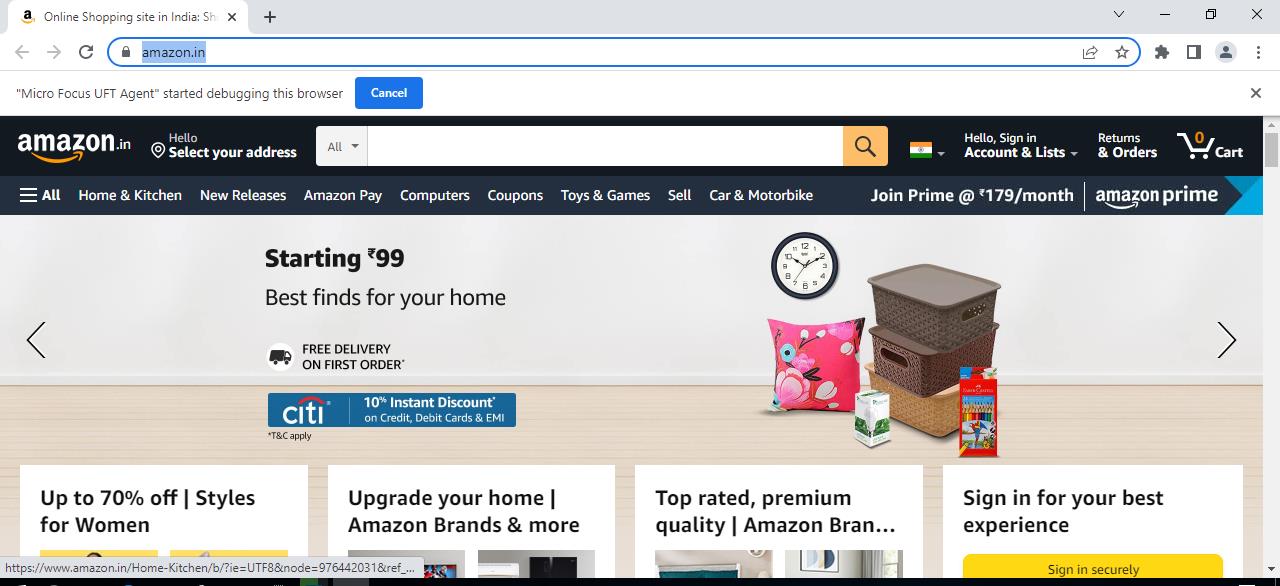 Online Shopping site in India: Sh
amazon.in
"Micro Focus UFT Agent" started debugging this browser
Cancel
amazon.in
Hello
Select your address
All
Hello, Sign in
Account & Lists
Returns
& Orders
0
Cart
All
Home & Kitchen
New Releases
Amazon Pay
Computers
Coupons
Toys & Games
Sell
Car & Motorbike
Join Prime @ ₹179/month
amazon prime
Starting ₹99
Best finds for your home
FREE DELIVERY
ON FIRST ORDER*
citi
10% Instant Discount*
on Credit, Debit Cards & EMI
*T&C apply
Up to 70% off | Styles
for Women
Upgrade your home |
Amazon Brands & more
Top rated, premium
quality | Amazon Bran...
Sign in for your best
experience
Sign in securely
https://www.amazon.in/Home-Kitchen/b/?ie=UTF8&node=976442031&ref_...